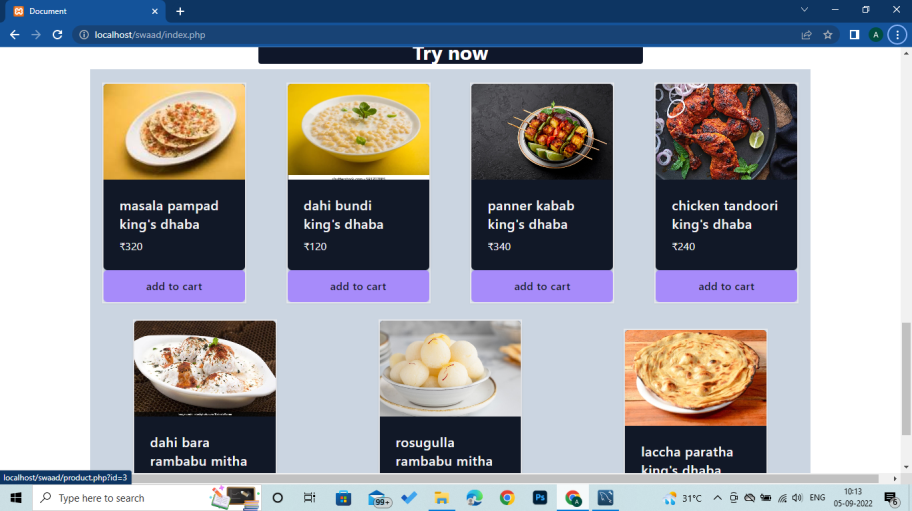 Document
localhost/swaad/index.php
A
Try now
masala pampad
king's dhaba
₹320
add to cart
dahi bundi
king's dhaba
₹120
add to cart
panner kabab
king's dhaba
₹340
add to cart
chicken tandoori
king's dhaba
₹240
add to cart
dahi bara
rambabu mitha
rosugulla
rambabu mitha
laccha paratha
king's dhaba
localhost/swaad/product.php?id=3
Type here to search
99+
Ps
A
31°C
ENG
10:13
05-09-2022
6